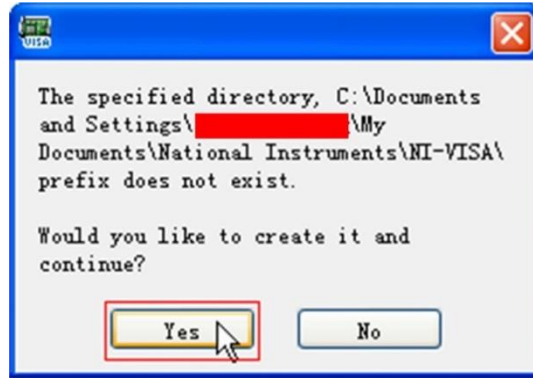 VISA
The specified directory, C:\Documents
and Settings\ \My
Documents\National Instruments\NI-VISA\
prefix does not exist.
Would you like to create it and
continue?
Yes
No